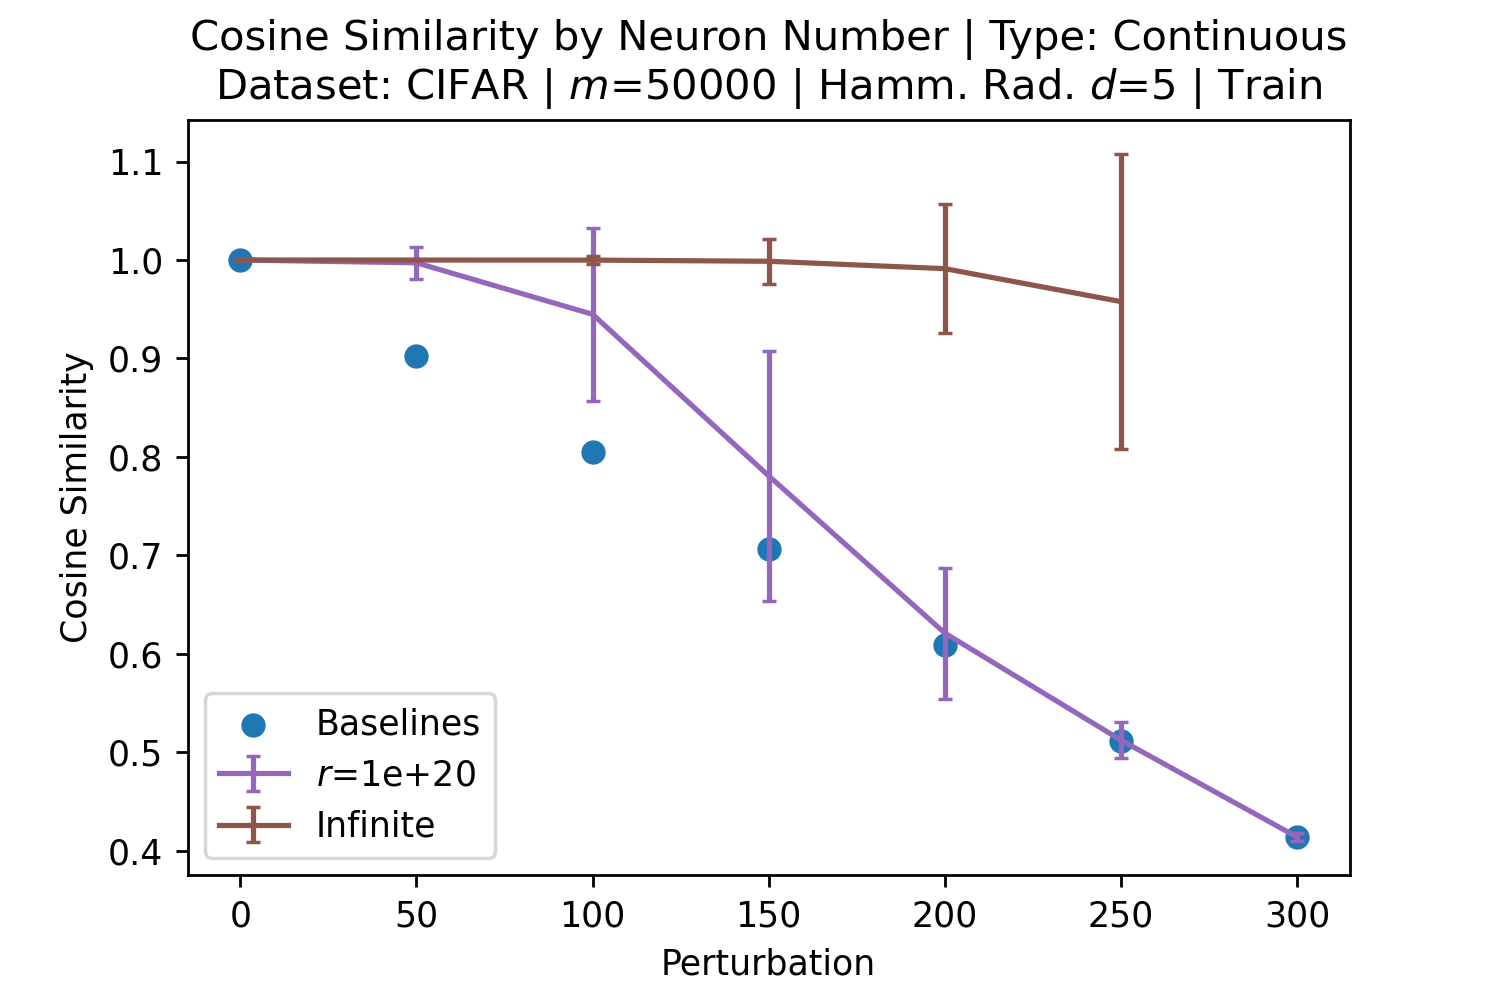 Cosine Similarity by Neuron Number | Type: Continuous
Dataset: CIFAR | m=50000 | Hamm. Rad. d=5 | Train
Cosine Similarity
1.1
1.0
0.9
0.8
0.7
0.6
0.5
0.4
Baselines
r=1e+20
Infinite
0 50 100 150 200 250 300
Perturbation